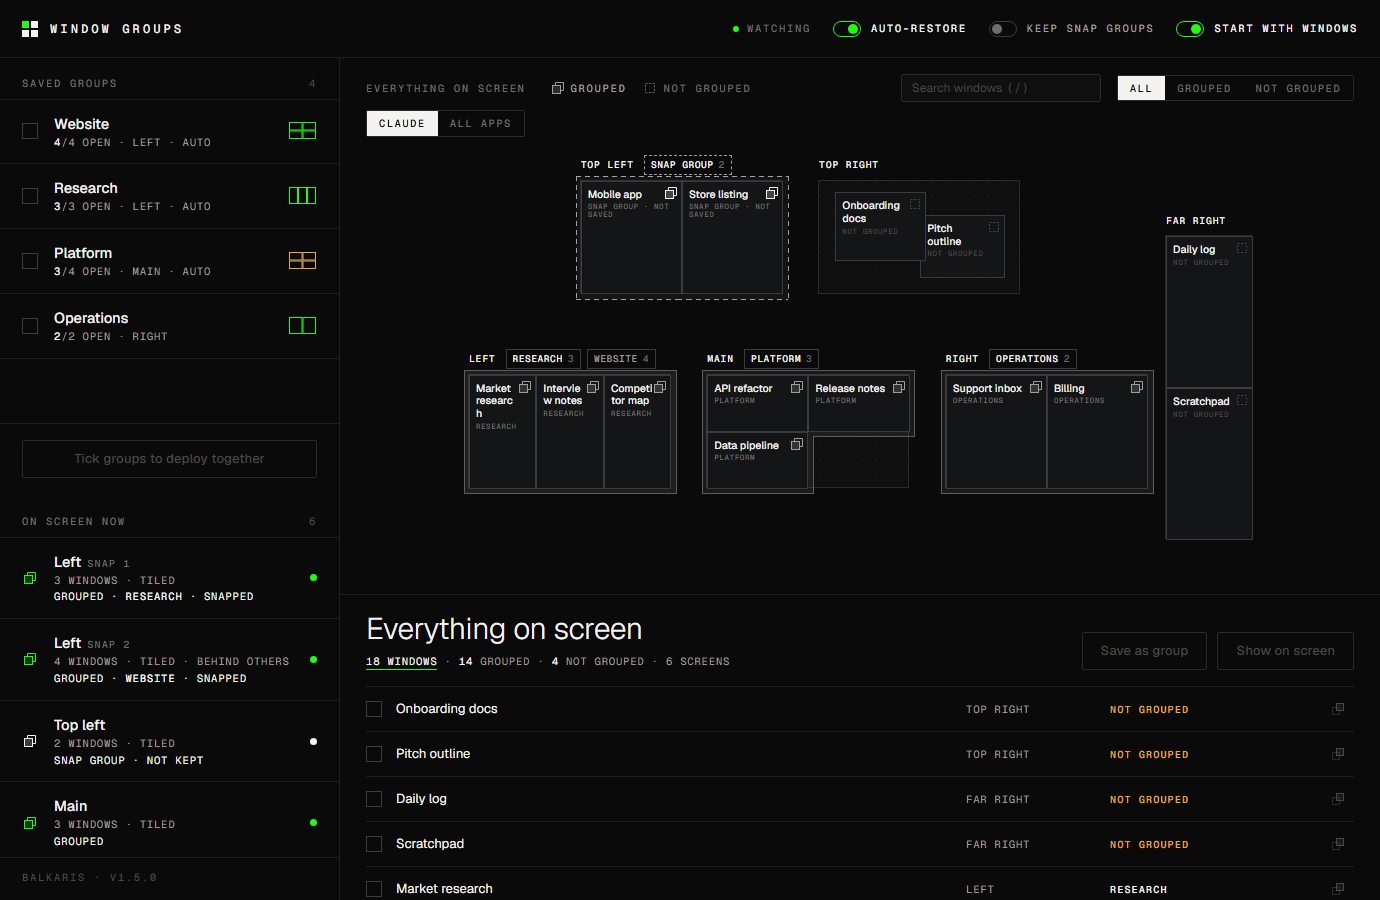 WINDOW GROUPS
WATCHING
AUTO-RESTORE
KEEP SNAP GROUPS
START WITH WINDOWS
SAVED GROUPS 4
Website
4/4 OPEN · LEFT · AUTO
Research
3/3 OPEN · LEFT · AUTO
Platform
3/4 OPEN · MAIN · AUTO
Operations
2/2 OPEN · RIGHT
Tick groups to deploy together
ON SCREEN NOW 6
Left SNAP 1
3 WINDOWS · TILED
GROUPED · RESEARCH · SNAPPED
Left SNAP 2
4 WINDOWS · TILED · BEHIND OTHERS
GROUPED · WEBSITE · SNAPPED
Top left
2 WINDOWS · TILED
SNAP GROUP · NOT KEPT
Main
3 WINDOWS · TILED
GROUPED
BALKARIS · V1.5.0
EVERYTHING ON SCREEN
GROUPED
NOT GROUPED
Search windows (/)
ALL GROUPED NOT GROUPED
CLAUDE ALL APPS
TOP LEFT SNAP GROUP 2
Mobile app
SNAP GROUP · NOT
SAVED
Store listing
SNAP GROUP · NOT
SAVED
TOP RIGHT
Onboarding
docs
NOT GROUPED
Pitch
outline
NOT GROUPED
FAR RIGHT
Daily log
NOT GROUPED
Scratchpad
NOT GROUPED
LEFT RESEARCH 3 WEBSITE 4
Market
researc
h
RESEARCH
Intervie
w notes
RESEARCH
Competi
tor map
RESEARCH
MAIN PLATFORM 3
API refactor
PLATFORM
Release notes
PLATFORM
Data pipeline
PLATFORM
RIGHT OPERATIONS 2
Support inbox
OPERATIONS
Billing
OPERATIONS
Everything on screen
18 WINDOWS · 14 GROUPED · 4 NOT GROUPED · 6 SCREENS
Save as group
Show on screen
Onboarding docs TOP RIGHT NOT GROUPED
Pitch outline TOP RIGHT NOT GROUPED
Daily log FAR RIGHT NOT GROUPED
Scratchpad FAR RIGHT NOT GROUPED
Market research LEFT RESEARCH